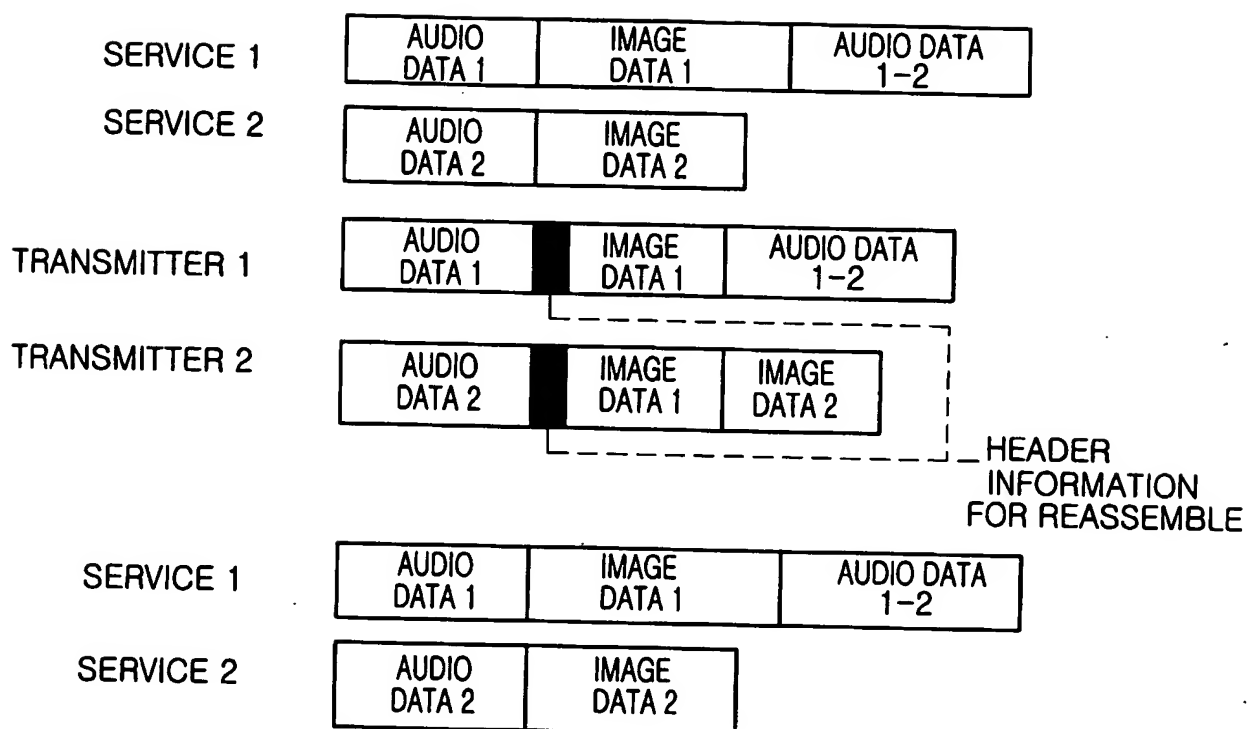 SERVICE 1
AUDIO
DATA 1
IMAGE
DATA 1
AUDIO DATA
1-2
SERVICE 2
AUDIO
DATA 2
IMAGE
DATA 2
TRANSMITTER 1
AUDIO
DATA 1
IMAGE
DATA 1
AUDIO DATA
1-2
TRANSMITTER 2
AUDIO
DATA 2
IMAGE
DATA 1
IMAGE
DATA 2
HEADER
INFORMATION
FOR REASSEMBLE
SERVICE 1
AUDIO
DATA 1
IMAGE
DATA 1
AUDIO DATA
1-2
SERVICE 2
AUDIO
DATA 2
IMAGE
DATA 2